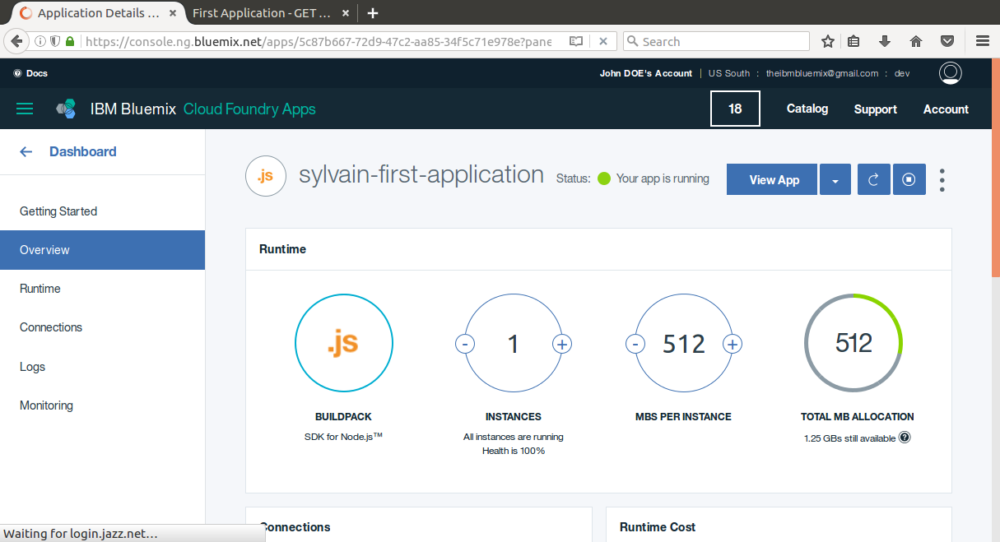 Application Details ... ×
First Application - GET ... × +
https://console.ng.bluemix.net/apps/5c87b667-72d9-47c2-aa85-34f5c71e978e?pane
Search
Docs
John DOE's Account | US South : theibmbluemix@gmail.com : dev
IBM Bluemix Cloud Foundry Apps
18
Catalog
Support
Account
Dashboard
Getting Started
Overview
Runtime
Connections
Logs
Monitoring
.js
sylvain-first-application
Status: Your app is running
View App
Runtime
.js
- 1 +
- 512 +
512
BUILDPACK
SDK for Node.js™
INSTANCES
All instances are running
Health is 100%
MBS PER INSTANCE
TOTAL MB ALLOCATION
1.25 GBs still available ?
Connections
Runtime Cost
Waiting for login.jazz.net...